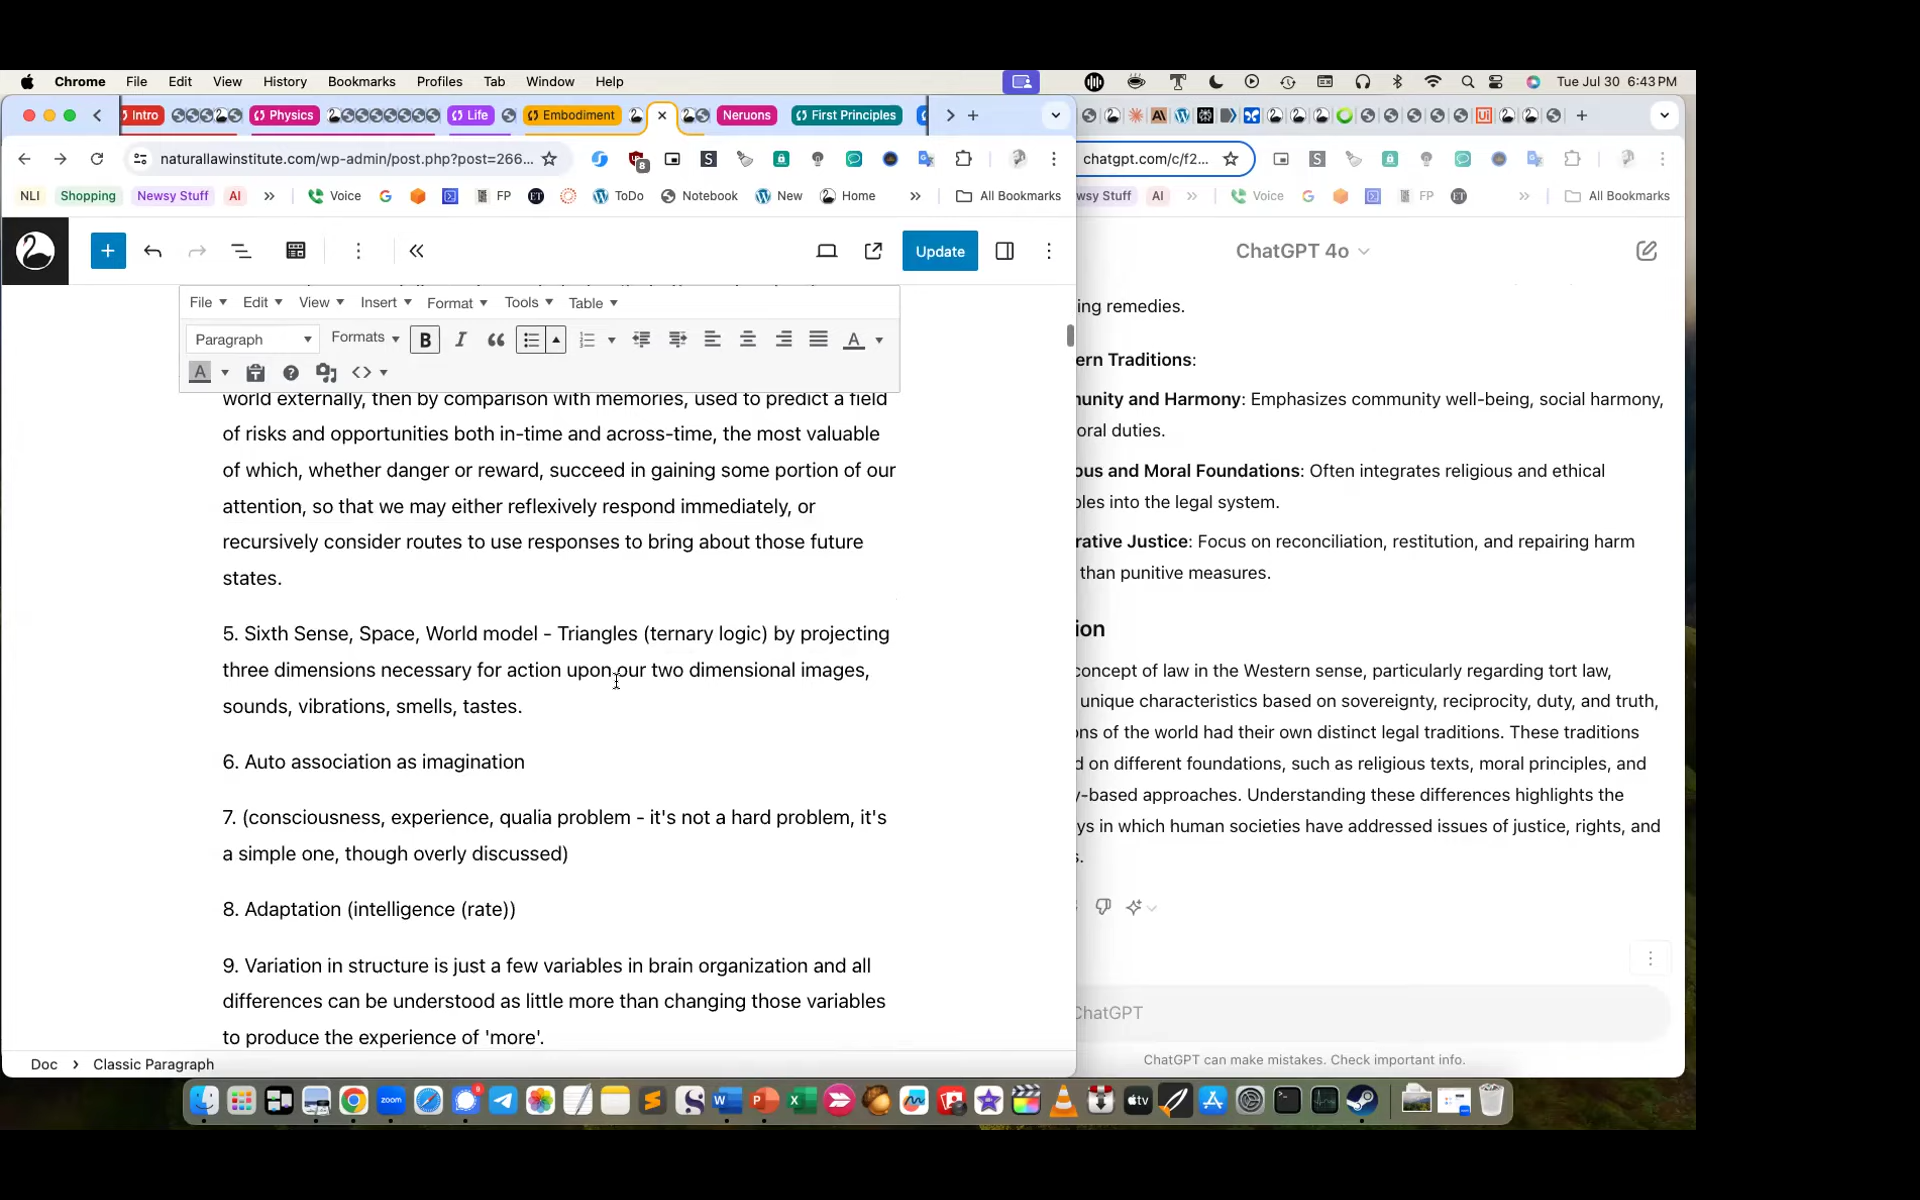 Chrome File Edit View History Bookmarks Profiles Tab Window Help
Tue Jul 30 6:43 PM
Intro Physics Life Embodiment Neruons First Principles
naturallawinstitute.com/wp-admin/post.php?post=266...
NLI Shopping Newsy Stuff AI Voice FP ToDo Notebook New Home All Bookmarks
Update
File Edit View Insert Format Tools Table
Paragraph Formats
world externally, then by comparison with memories, used to predict a field
of risks and opportunities both in-time and across-time, the most valuable
of which, whether danger or reward, succeed in gaining some portion of our
attention, so that we may either reflexively respond immediately, or
recursively consider routes to use responses to bring about those future
states.
5. Sixth Sense, Space, World model - Triangles (ternary logic) by projecting
three dimensions necessary for action upon our two dimensional images,
sounds, vibrations, smells, tastes.
6. Auto association as imagination
7. (consciousness, experience, qualia problem - it's not a hard problem, it's
a simple one, though overly discussed)
8. Adaptation (intelligence (rate))
9. Variation in structure is just a few variables in brain organization and all
differences can be understood as little more than changing those variables
to produce the experience of 'more'.
Doc › Classic Paragraph
chatgpt.com/c/f2...
wsy Stuff AI Voice FP All Bookmarks
ChatGPT 4o
ing remedies.
ern Traditions:
unity and Harmony: Emphasizes community well-being, social harmony,
oral duties.
ous and Moral Foundations: Often integrates religious and ethical
les into the legal system.
rative Justice: Focus on reconciliation, restitution, and repairing harm
than punitive measures.
ion
concept of law in the Western sense, particularly regarding tort law,
unique characteristics based on sovereignty, reciprocity, duty, and truth,
ons of the world had their own distinct legal traditions. These traditions
d on different foundations, such as religious texts, moral principles, and
y-based approaches. Understanding these differences highlights the
ys in which human societies have addressed issues of justice, rights, and
s.
ChatGPT
ChatGPT can make mistakes. Check important info.
zoom
tv